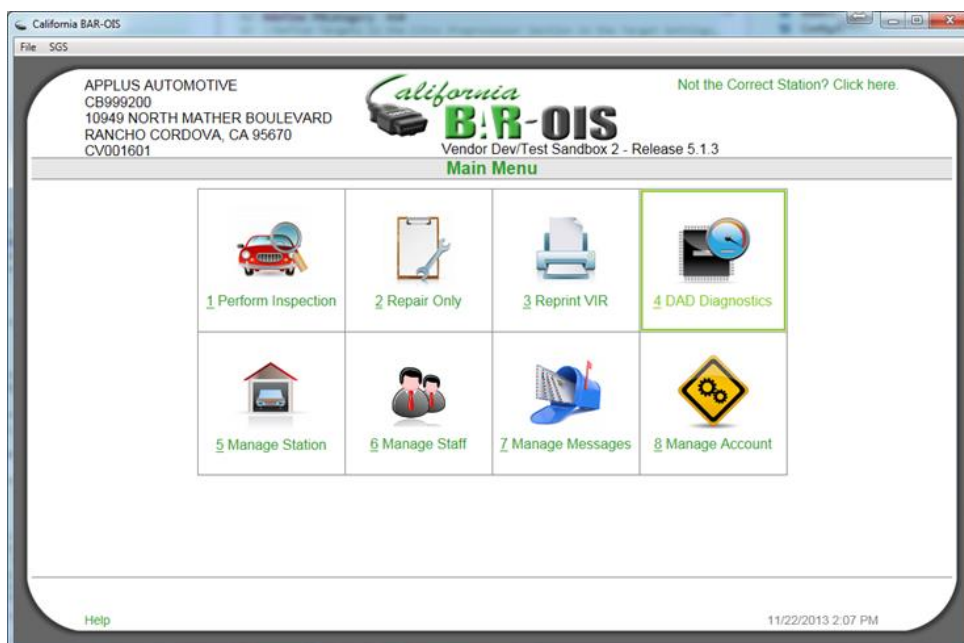 California BAR-OIS
File SGS
APPLUS AUTOMOTIVE
CB999200
10949 NORTH MATHER BOULEVARD
RANCHO CORDOVA, CA 95670
CV001601
California
BAR-OIS
Vendor Dev/Test Sandbox 2 - Release 5.1.3
Not the Correct Station? Click here.
Main Menu
1 Perform Inspection
2 Repair Only
3 Reprint VIR
4 DAD Diagnostics
5 Manage Station
6 Manage Staff
7 Manage Messages
8 Manage Account
Help
11/22/2013 2:07 PM